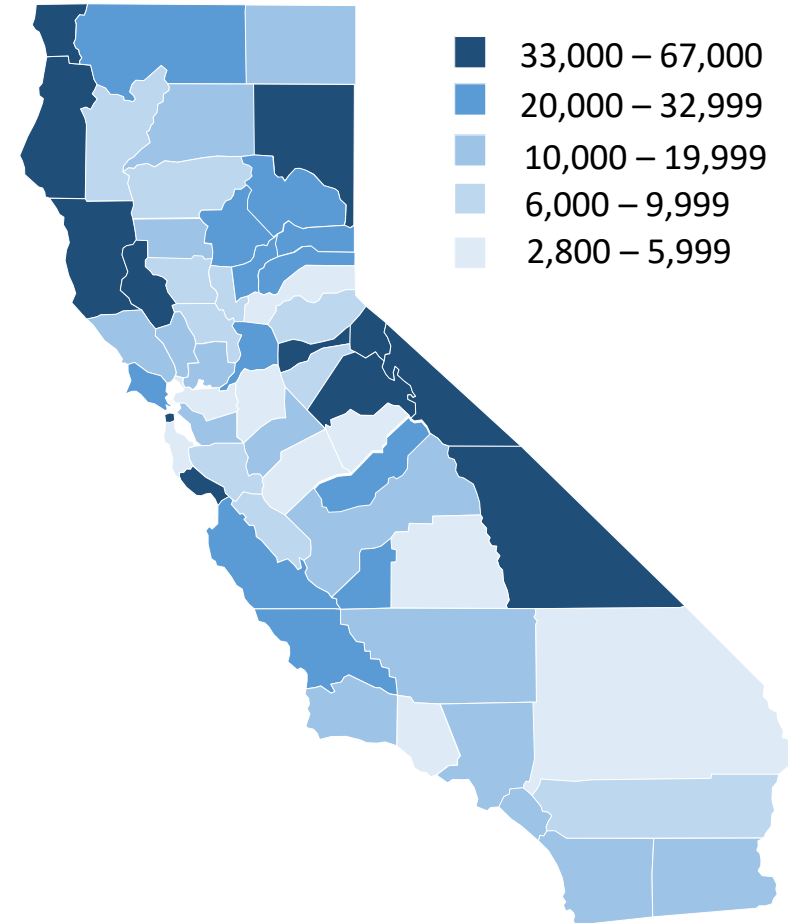 33,000 – 67,000
20,000 – 32,999
10,000 – 19,999
6,000 – 9,999
2,800 – 5,999